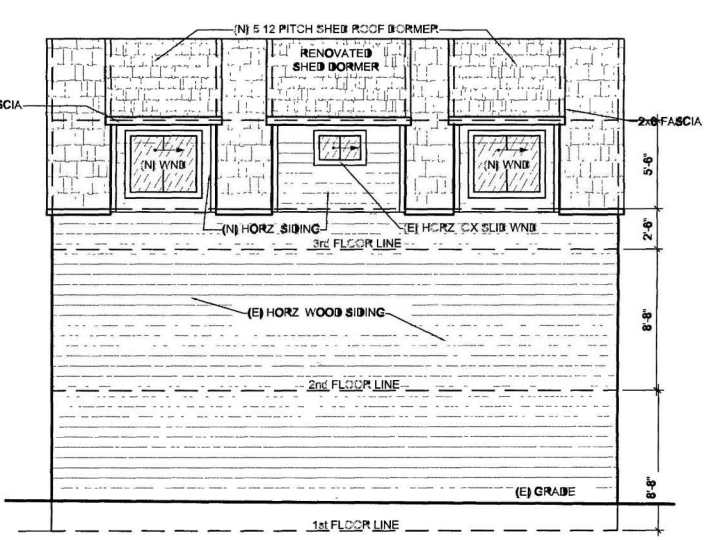 (N) 5 12 PITCH SHED ROOF DORMER
RENOVATED
SHED DORMER
SCIA
2x8 FASCIA
(N) WND
(N) WND
5'-6"
(N) HORZ SIDING
(E) HORZ OX SLID WND
3rd FLOOR LINE
2'-6"
(E) HORZ WOOD SIDING
8'-8"
2nd FLOOR LINE
(E) GRADE
8'-8"
1st FLOOR LINE